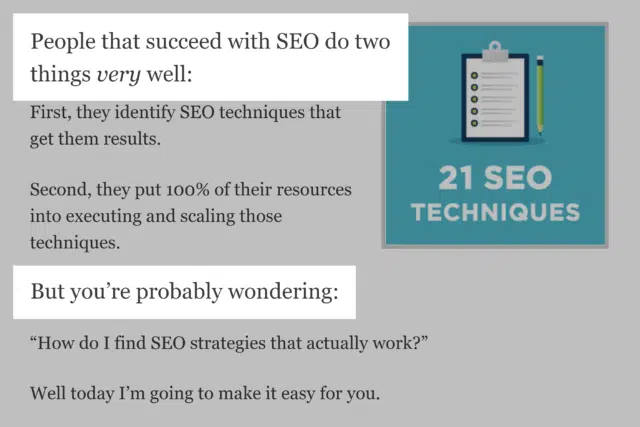 People that succeed with SEO do two
things very well:
First, they identify SEO techniques that
get them results.
Second, they put 100% of their resources
into executing and scaling those
techniques.
21 SEO
TECHNIQUES
But you’re probably wondering:
“How do I find SEO strategies that actually work?”
Well today I’m going to make it easy for you.